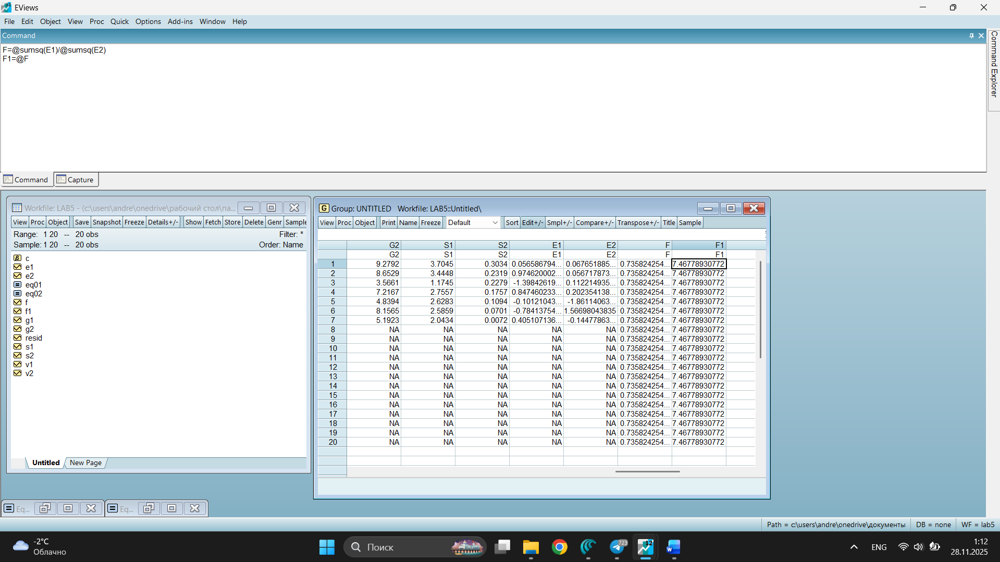 EViews
File Edit Object View Proc Quick Options Add-ins Window Help
Command
F=@sumsq(E1)/@sumsq(E2)
F1=@F
Command Explorer
Command Capture
Workfile: LAB5 - (c:\users\andre\onedrive\рабочий стол\па...
View Proc Object Save Snapshot Freeze Details+/- Show Fetch Store Delete Genr Sample
Range: 1 20 -- 20 obs Filter: *
Sample: 1 20 -- 20 obs Order: Name
c
e1
e2
eq01
eq02
f
f1
g1
g2
resid
s1
s2
v1
v2
Untitled New Page
Group: UNTITLED Workfile: LAB5::Untitled\
View Proc Object Print Name Freeze Default Sort Edit+/- Smpl+/- Compare+/- Transpose+/- Title Sample
G2 S1 S2 E1 E2 F F1
G2 S1 S2 E1 E2 F F1
1 9.2792 3.7045 0.3034 0.056586794... 0.067651885... 0.735824254... 7.46778930772
2 8.6529 3.4448 0.2319 0.974620002... 0.056717873... 0.735824254... 7.46778930772
3 3.5661 1.1745 0.2279 -1.39842619... 0.112214935... 0.735824254... 7.46778930772
4 7.2167 2.7557 0.1757 0.847460233... 0.202354138... 0.735824254... 7.46778930772
5 4.8394 2.6283 0.1094 -0.10121043... -1.86114063... 0.735824254... 7.46778930772
6 8.1565 2.5859 0.0701 -0.78413754... 1.56698043835 0.735824254... 7.46778930772
7 5.1923 2.0434 0.0072 0.405107136... -0.14477863... 0.735824254... 7.46778930772
8 NA NA NA NA NA 0.735824254... 7.46778930772
9 NA NA NA NA NA 0.735824254... 7.46778930772
10 NA NA NA NA NA 0.735824254... 7.46778930772
11 NA NA NA NA NA 0.735824254... 7.46778930772
12 NA NA NA NA NA 0.735824254... 7.46778930772
13 NA NA NA NA NA 0.735824254... 7.46778930772
14 NA NA NA NA NA 0.735824254... 7.46778930772
15 NA NA NA NA NA 0.735824254... 7.46778930772
16 NA NA NA NA NA 0.735824254... 7.46778930772
17 NA NA NA NA NA 0.735824254... 7.46778930772
18 NA NA NA NA NA 0.735824254... 7.46778930772
19 NA NA NA NA NA 0.735824254... 7.46778930772
20 NA NA NA NA NA 0.735824254... 7.46778930772
Eq... Eq...
Path = c:\users\andre\onedrive\документы DB = none WF = lab5
-2°C
Облачно
Поиск
723
12
ENG
1:12
28.11.2025